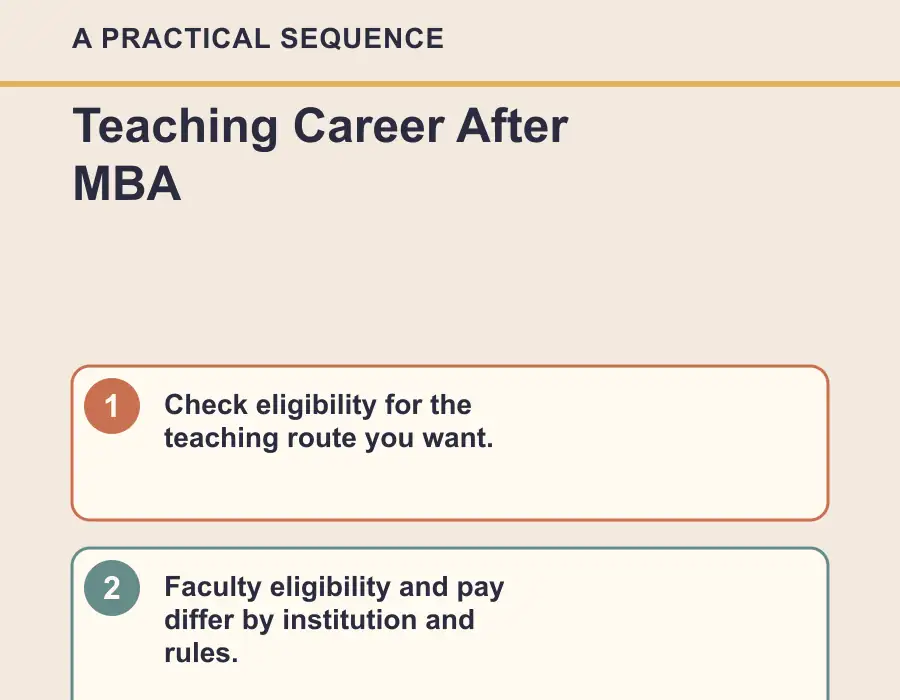 A PRACTICAL SEQUENCE
Teaching Career After
MBA
1
Check eligibility for the
teaching route you want.
2
Faculty eligibility and pay
differ by institution and
rules.